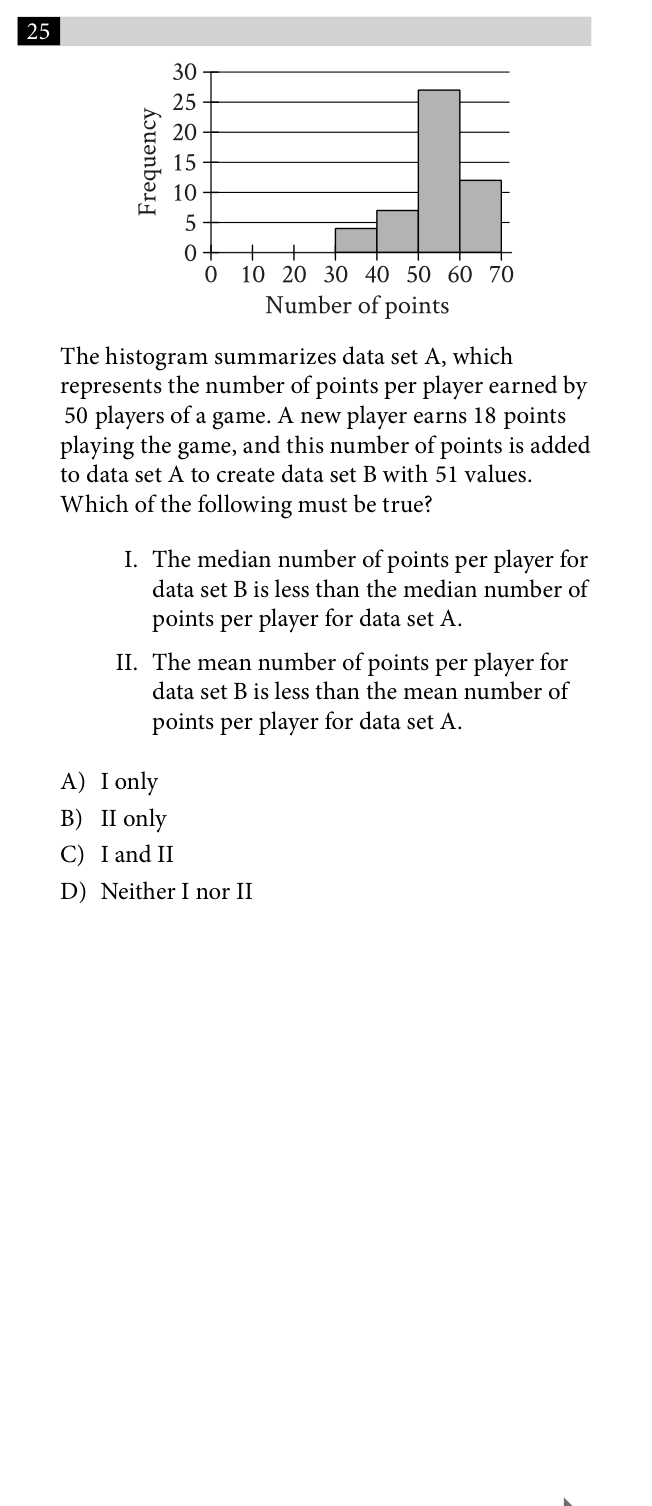 25
30
25
20
15
10
5
0
Frequency
0 10 20 30 40 50 60 70
Number of points
The histogram summarizes data set A, which
represents the number of points per player earned by
50 players of a game. A new player earns 18 points
playing the game, and this number of points is added
to data set A to create data set B with 51 values.
Which of the following must be true?
I. The median number of points per player for
data set B is less than the median number of
points per player for data set A.
II. The mean number of points per player for
data set B is less than the mean number of
points per player for data set A.
A) I only
B) II only
C) I and II
D) Neither I nor II